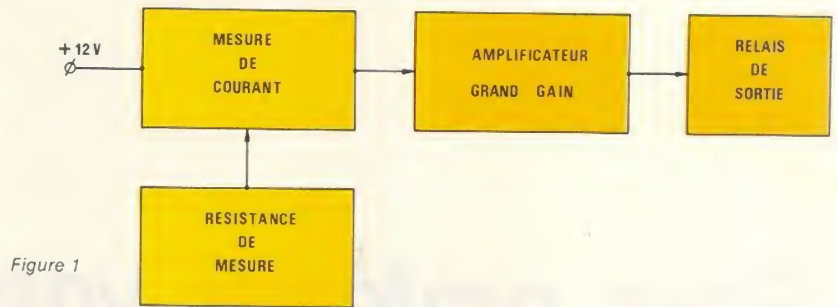 + 12 V
MESURE
DE
COURANT
AMPLIFICATEUR
GRAND GAIN
RELAIS
DE
SORTIE
RESISTANCE
DE
MESURE
Figure 1